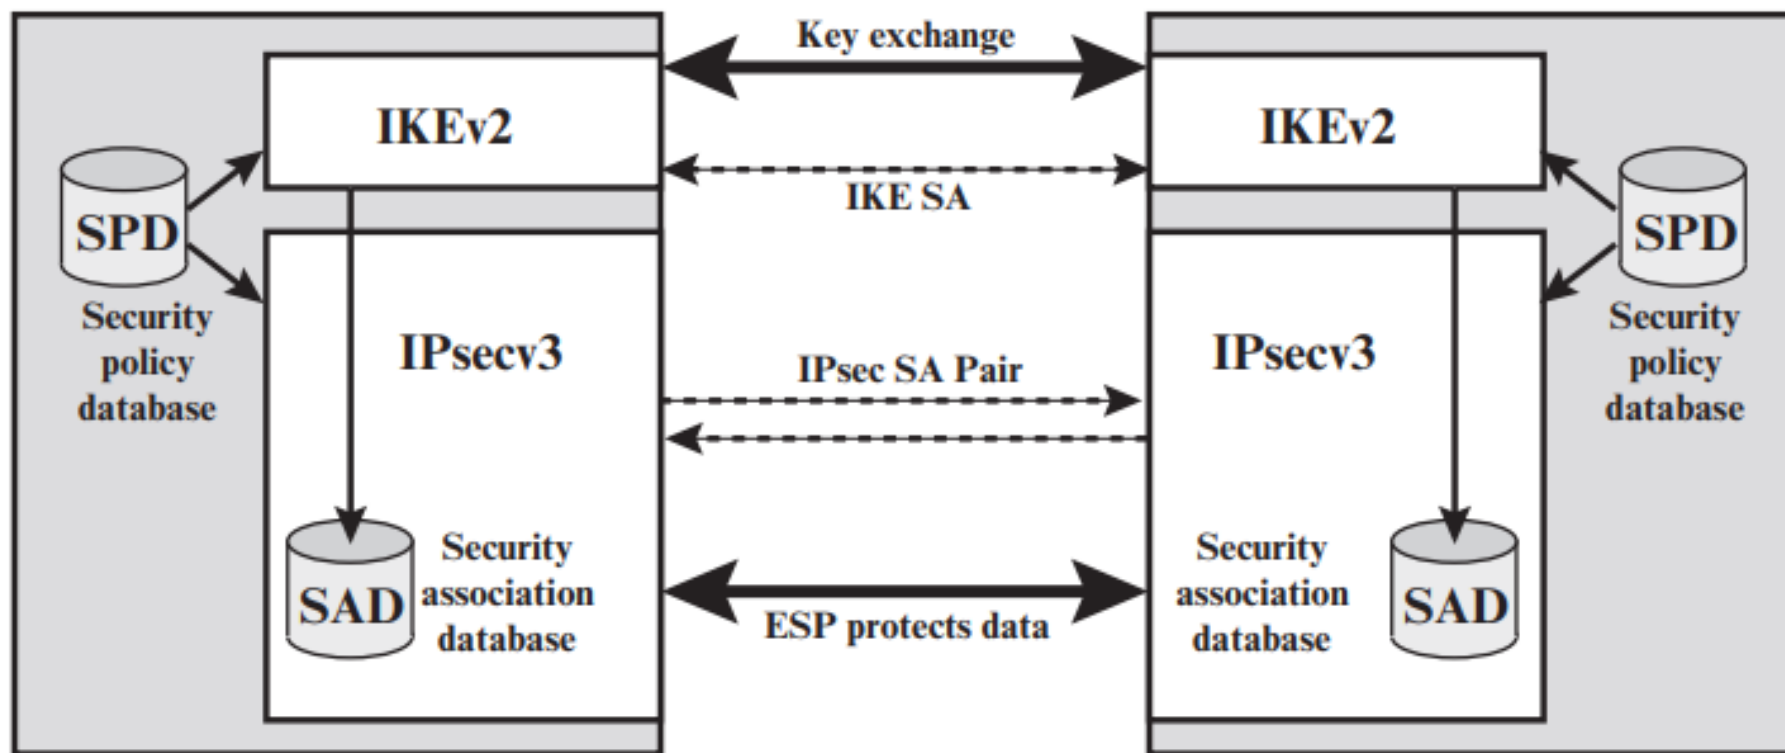 Key exchange
IKEv2
IKEv2
IKE SA
SPD
SPD
Security
policy
database
Security
policy
database
IPsecv3
IPsecv3
IPsec SA Pair
SAD
Security
association
database
Security
association
database
SAD
ESP protects data